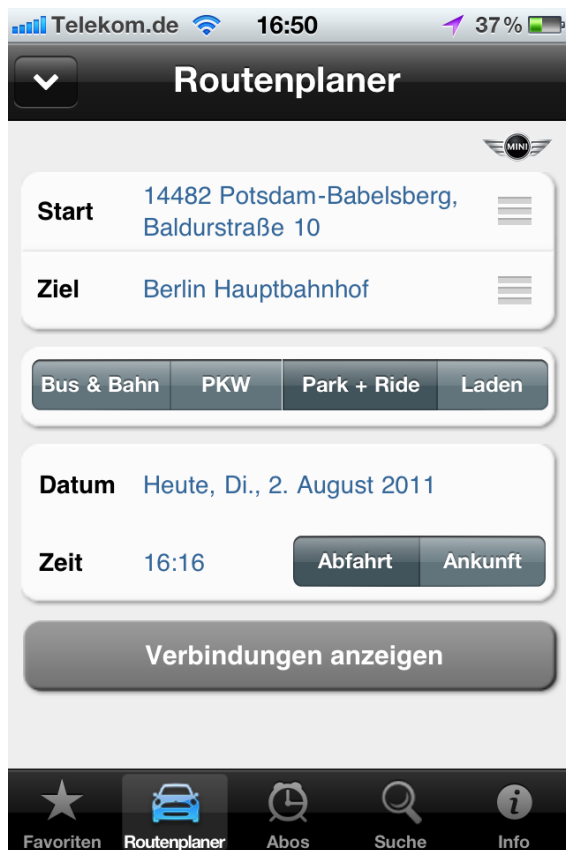 Telekom.de 16:50 37%
Routenplaner
MINI
Start 14482 Potsdam-Babelsberg,
Baldurstraße 10
Ziel Berlin Hauptbahnhof
Bus & Bahn PKW Park + Ride Laden
Datum Heute, Di., 2. August 2011
Zeit 16:16 Abfahrt Ankunft
Verbindungen anzeigen
Favoriten Routenplaner Abos Suche Info